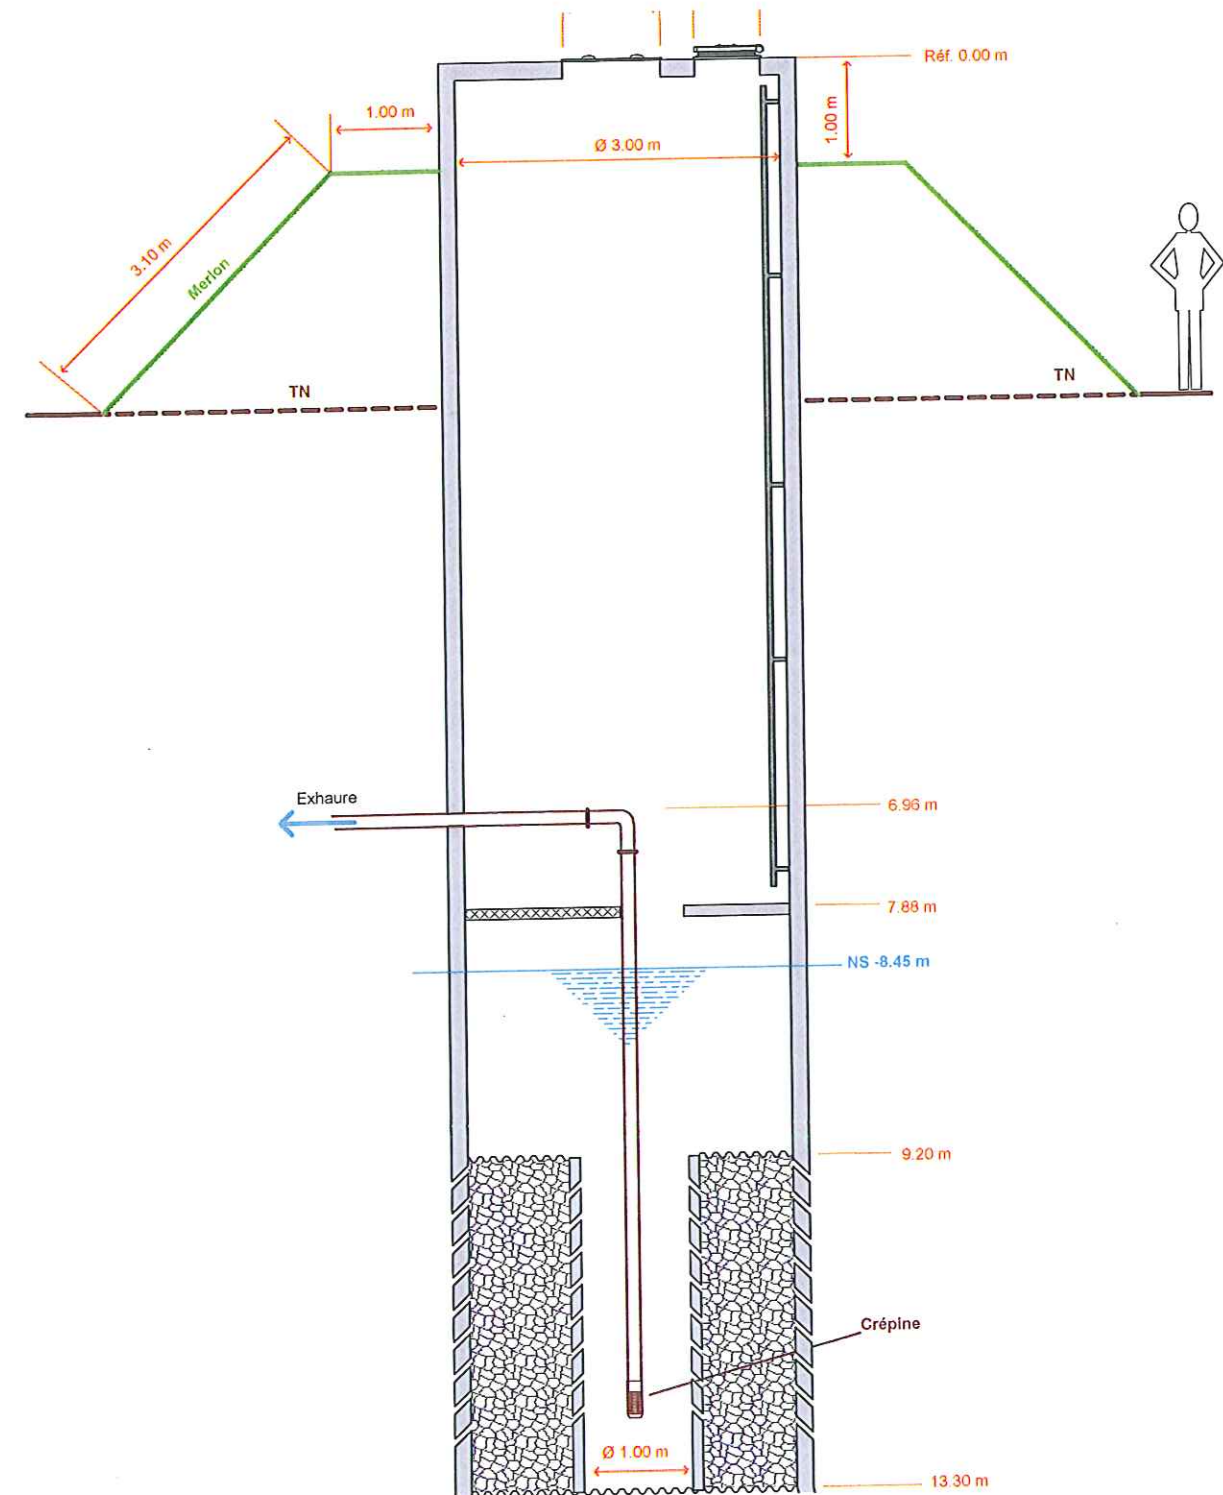 Réf. 0.00 m
1.00 m
1.00 m
Ø 3.00 m
3.10 m
Merlon
TN
TN
Exhaure
6.96 m
7.88 m
NS -8.45 m
9.20 m
Crépine
Ø 1.00 m
13.30 m